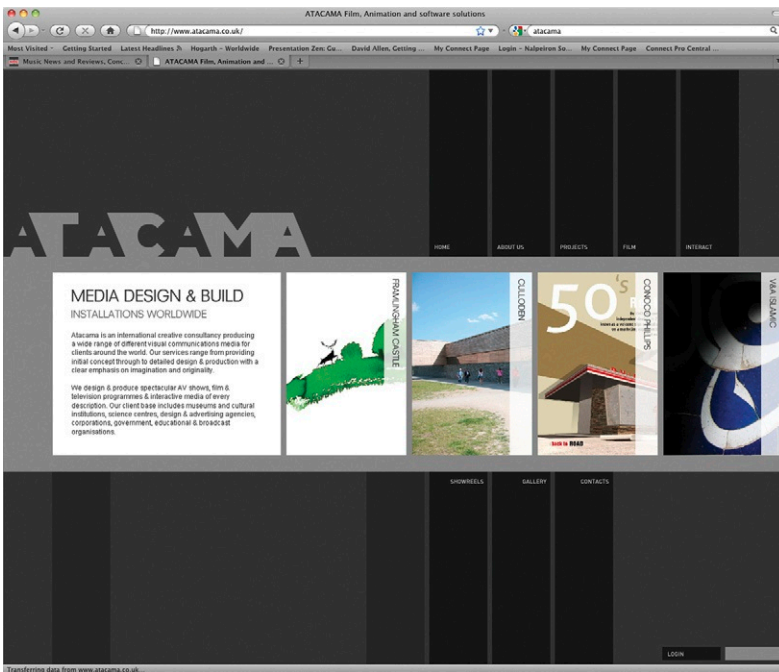 ATACAMA Film, Animation and software solutions
http://www.atacama.co.uk/
atacama
Most Visited Getting Started Latest Headlines Hogarth – Worldwide Presentation Zen: Gu... David Allen, Getting ... My Connect Page Login – Nalpeiron So... My Connect Page Connect Pro Central ...
Music News and Reviews, Conc... ATACAMA Film, Animation and ...
ATACAMA
HOME
ABOUT US
PROJECTS
FILM
INTERACT
MEDIA DESIGN & BUILD
INSTALLATIONS WORLDWIDE
Atacama is an international creative consultancy producing
a wide range of different visual communications media for
clients around the world. Our services range from providing
initial concept through to detailed design & production with a
clear emphasis on imagination and originality.
We design & produce spectacular AV shows, film &
television programmes & interactive media of every
description. Our client base includes museums and cultural
institutions, science centres, design & advertising agencies,
corporations, government, educational & broadcast
organisations.
FRAMLINGHAM CASTLE
CULLODEN
50's
CONOCO PHILLIPS
ROAD
V&A ISLAMIC
SHOWREELS
GALLERY
CONTACTS
LOGIN
Transferring data from www.atacama.co.uk...